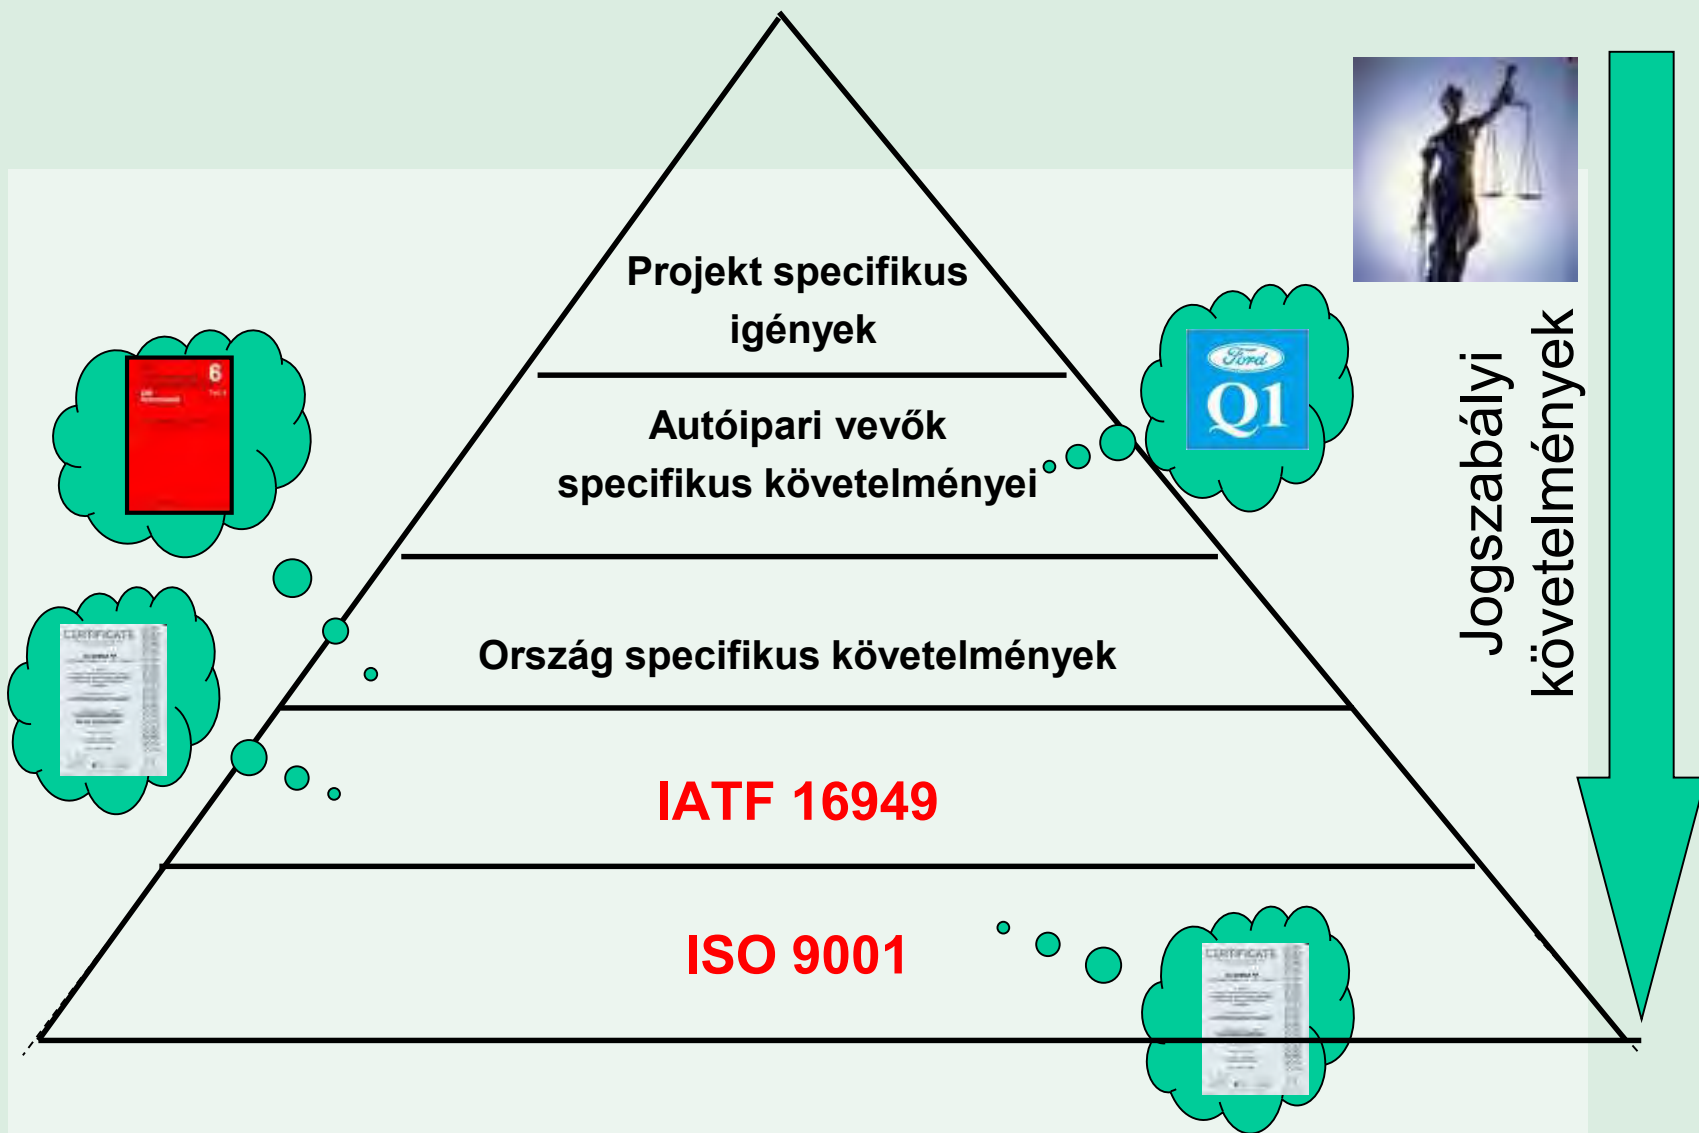 Projekt specifikus
igények
Autóipari vevők
specifikus követelményei
Ország specifikus követelmények
IATF 16949
ISO 9001
Jogszabályi
követelmények
Ford
Q1
6
CERTIFICATE
CERTIFICATE